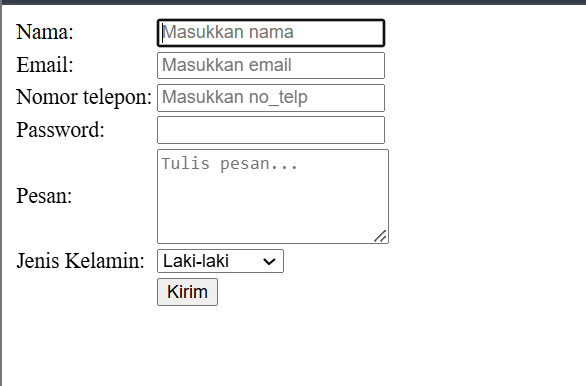 Nama: Masukkan nama
Email: Masukkan email
Nomor telepon: Masukkan no_telp
Password:
Pesan: Tulis pesan...
Jenis Kelamin: Laki-laki
Kirim